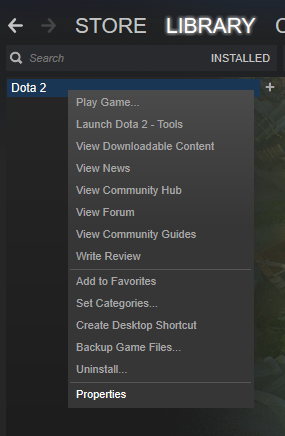 STORE LIBRARY
Search INSTALLED
Dota 2
Play Game...
Launch Dota 2 - Tools
View Downloadable Content
View News
View Community Hub
View Forum
View Community Guides
Write Review
Add to Favorites
Set Categories...
Create Desktop Shortcut
Backup Game Files...
Uninstall...
Properties